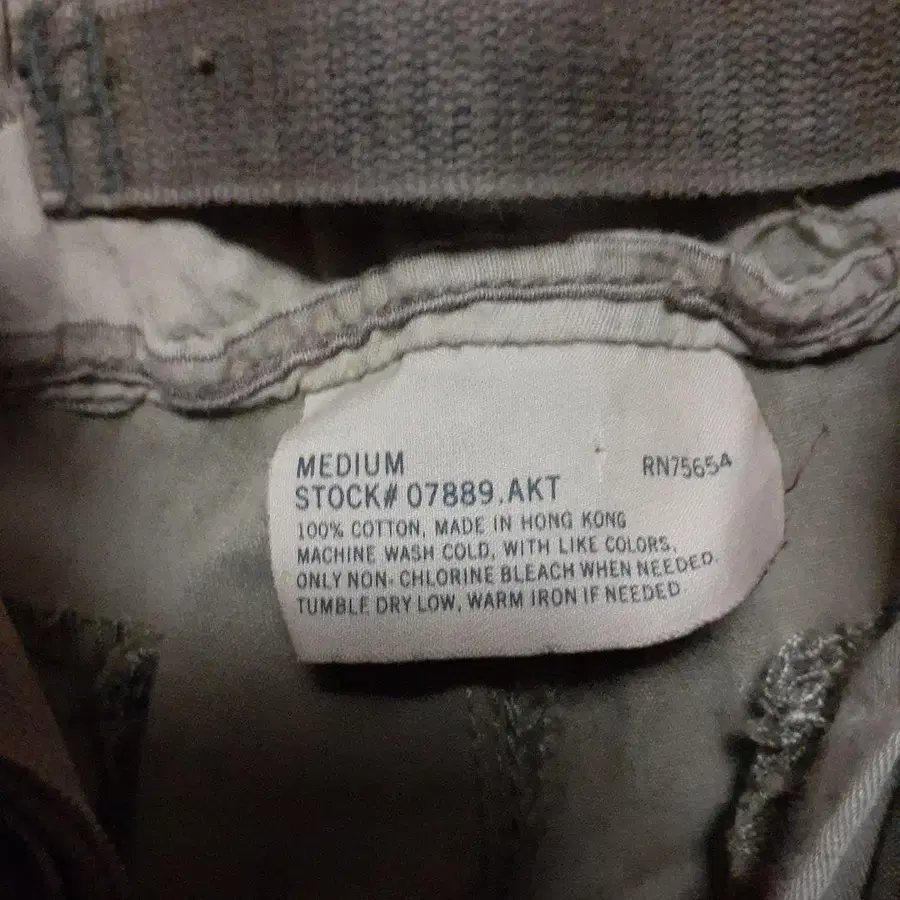 MEDIUM
RN75654
STOCK# 07889.AKT
100% COTTON, MADE IN HONG KONG
MACHINE WASH COLD, WITH LIKE COLORS,
ONLY NON-CHLORINE BLEACH WHEN NEEDED.
TUMBLE DRY LOW, WARM IRON IF NEEDED